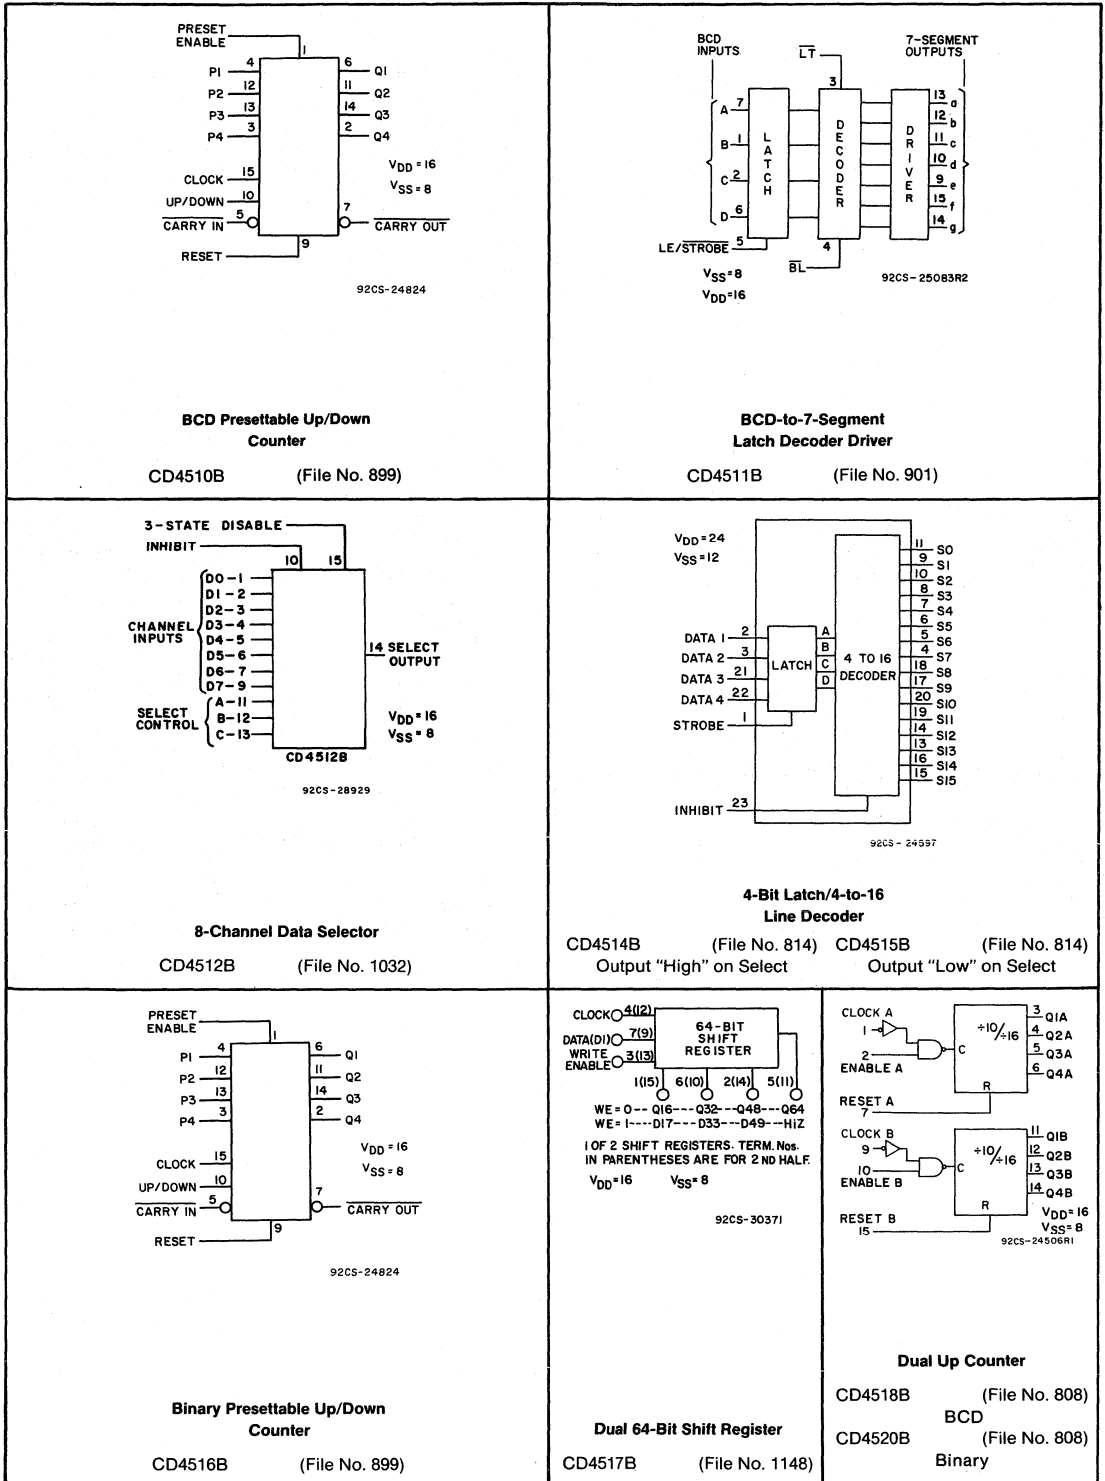 PRESET
ENABLE
1
P1 4
P2 12
P3 13
P4 3
6 Q1
11 Q2
14 Q3
2 Q4
VDD = 16
VSS = 8
CLOCK 15
UP/DOWN 10
CARRY IN 5
7 CARRY OUT
9
RESET
92CS-24824
BCD Presettable Up/Down
Counter
CD4510B (File No. 899)
BCD
INPUTS
LT
7-SEGMENT
OUTPUTS
3
A 7
B 1
C 2
D 6
LATCH
DECODER
DRIVER
13 a
12 b
11 c
10 d
9 e
15 f
14 g
LE/STROBE 5
4
BL
VSS=8
VDD=16
92CS-25083R2
BCD-to-7-Segment
Latch Decoder Driver
CD4511B (File No. 901)
3-STATE DISABLE
INHIBIT
10 15
CHANNEL
INPUTS
D0-1
D1-2
D2-3
D3-4
D4-5
D5-6
D6-7
D7-9
SELECT
CONTROL
A-11
B-12
C-13
14 SELECT
OUTPUT
VDD=16
VSS=8
CD4512B
92CS-28929
8-Channel Data Selector
CD4512B (File No. 1032)
VDD=24
VSS=12
DATA 1 2
DATA 2 3
DATA 3 21
DATA 4 22
STROBE 1
LATCH
A
B
C
D
4 TO 16
DECODER
11 S0
9 S1
10 S2
8 S3
7 S4
6 S5
5 S6
4 S7
18 S8
17 S9
20 S10
19 S11
14 S12
13 S13
16 S14
15 S15
INHIBIT 23
92CS-24597
4-Bit Latch/4-to-16
Line Decoder
CD4514B (File No. 814) CD4515B (File No. 814)
Output "High" on Select Output "Low" on Select
PRESET
ENABLE
1
P1 4
P2 12
P3 13
P4 3
6 Q1
11 Q2
14 Q3
2 Q4
VDD =16
VSS = 8
CLOCK 15
UP/DOWN 10
CARRY IN 5
7 CARRY OUT
9
RESET
92CS-24824
Binary Presettable Up/Down
Counter
CD4516B (File No. 899)
CLOCK 4(12)
DATA(D1) 7(9)
WRITE
ENABLE 3(13)
64-BIT
SHIFT
REGISTER
1(15) 6(10) 2(14) 5(11)
WE=0-- Q16---Q32---Q48---Q64
WE=1----D17---D33---D49---HiZ
1 OF 2 SHIFT REGISTERS. TERM. Nos.
IN PARENTHESES ARE FOR 2 ND HALF.
VDD=16 VSS=8
92CS-30371
Dual 64-Bit Shift Register
CD4517B (File No. 1148)
CLOCK A
1
2
ENABLE A
C
÷10/÷16
R
3 Q1A
4 Q2A
5 Q3A
6 Q4A
RESET A
7
CLOCK B
9
10
ENABLE B
C
÷10/÷16
R
11 Q1B
12 Q2B
13 Q3B
14 Q4B
RESET B
15
VDD=16
VSS=8
92CS-24506R1
Dual Up Counter
CD4518B (File No. 808)
BCD
CD4520B (File No. 808)
Binary